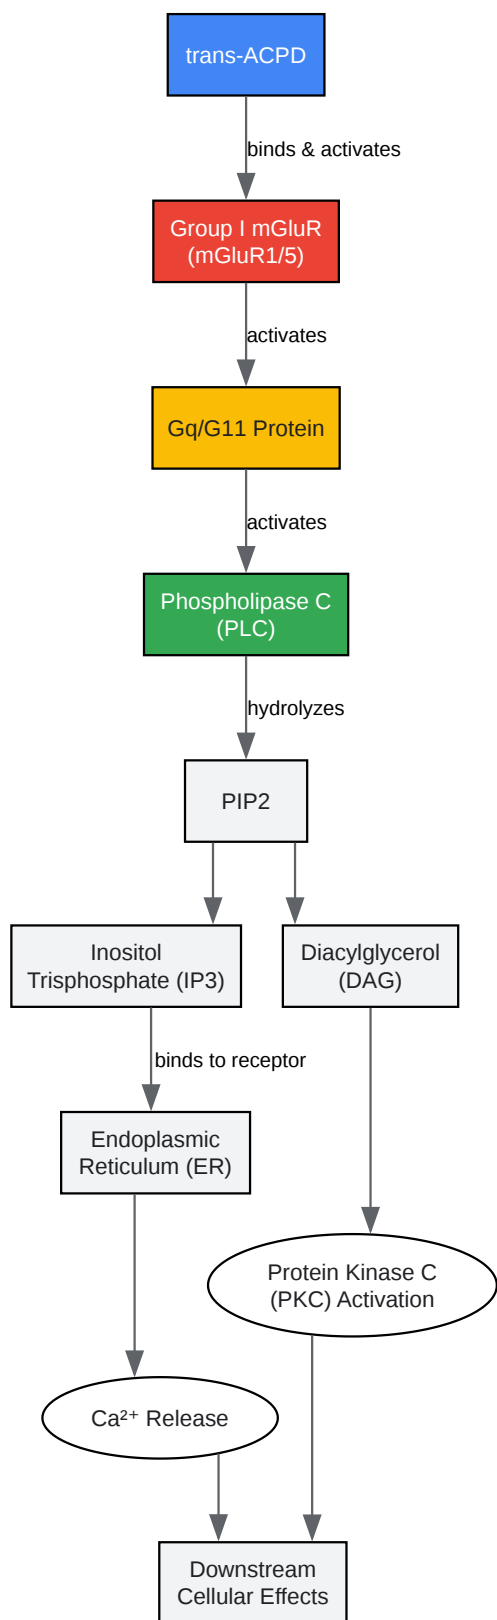 trans-ACPD
binds & activates
Group I mGluR
(mGluR1/5)
activates
Gq/G11 Protein
activates
Phospholipase C
(PLC)
hydrolyzes
PIP2
Inositol
Trisphosphate (IP3)
Diacylglycerol
(DAG)
binds to receptor
Endoplasmic
Reticulum (ER)
Protein Kinase C
(PKC) Activation
Ca²⁺ Release
Downstream
Cellular Effects